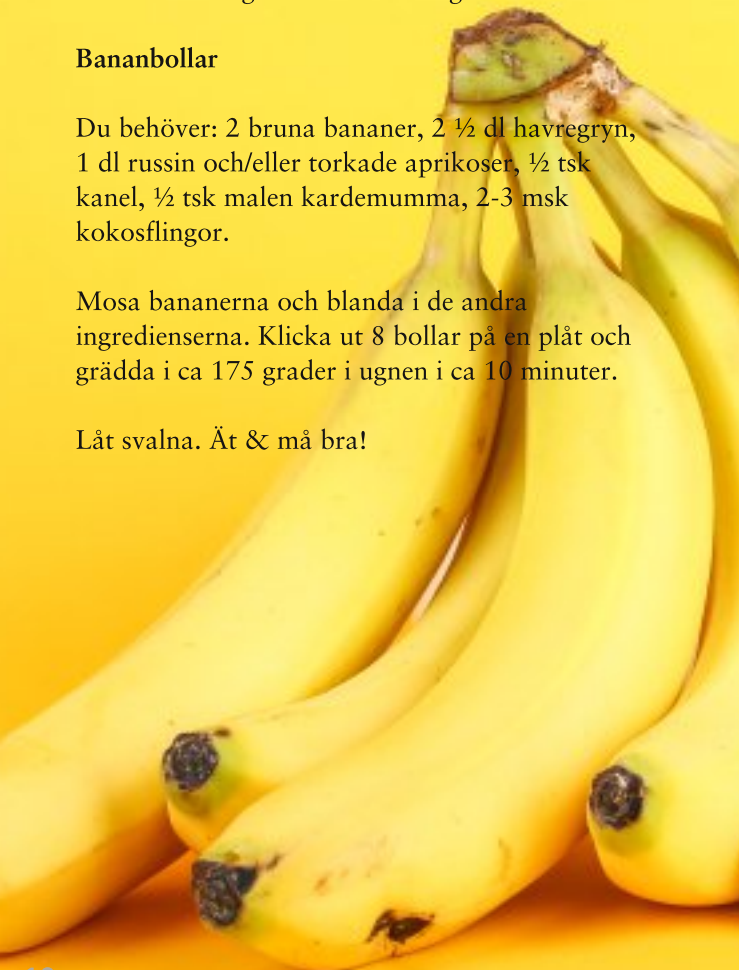 Bananbollar
Du behöver: 2 bruna bananer, 2 ½ dl havregryn,
1 dl russin och/eller torkade aprikoser, ½ tsk
kanel, ½ tsk malen kardemumma, 2-3 msk
kokosflingor.
Mosa bananerna och blanda i de andra
ingredienserna. Klicka ut 8 bollar på en plåt och
grädda i ca 175 grader i ugnen i ca 10 minuter.
Låt svalna. Ät & må bra!